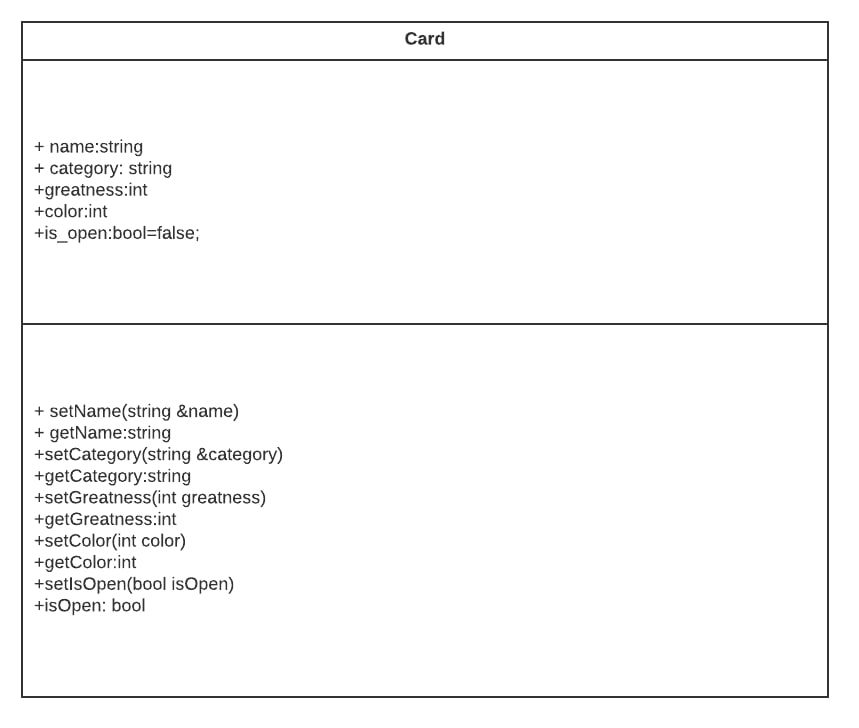 Card
+ name:string
+ category: string
+greatness:int
+color:int
+is_open:bool=false;
+ setName(string &name)
+ getName:string
+setCategory(string &category)
+getCategory:string
+setGreatness(int greatness)
+getGreatness:int
+setColor(int color)
+getColor:int
+setIsOpen(bool isOpen)
+isOpen: bool